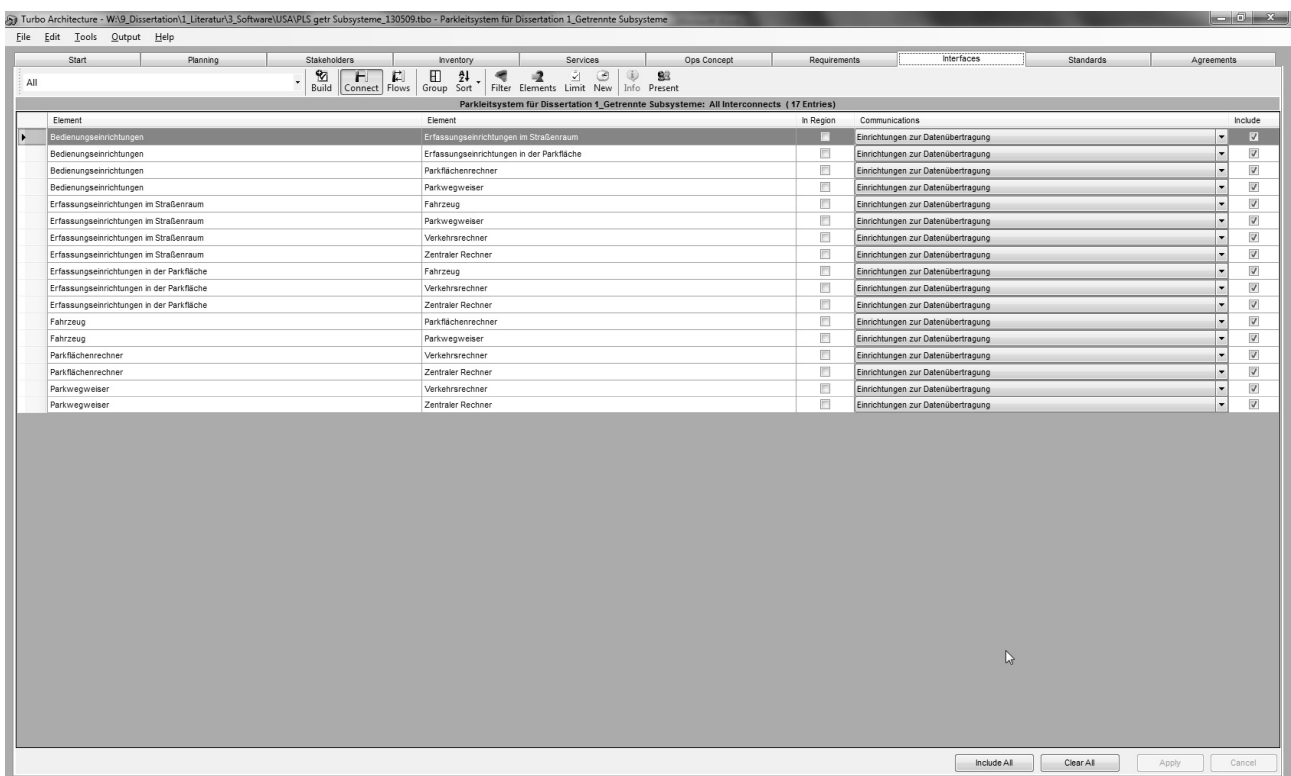 Turbo Architecture - W:\9_Dissertation\1_Literatur\3_Software\USA\PLS getr Subsysteme_130509.tbo - Parkleitsystem für Dissertation 1_Getrennte Subsysteme
File Edit Tools Output Help
Start Planning Stakeholders Inventory Services Ops Concept Requirements Interfaces Standards Agreements
All Build Connect Flows Group Sort Filter Elements Limit New Info Present
Parkleitsystem für Dissertation 1_Getrennte Subsysteme: All Interconnects ( 17 Entries)
Element Element In Region Communications Include
Bedienungseinrichtungen Erfassungseinrichtungen im Straßenraum Einrichtungen zur Datenübertragung
Bedienungseinrichtungen Erfassungseinrichtungen in der Parkfläche Einrichtungen zur Datenübertragung
Bedienungseinrichtungen Parkflächenrechner Einrichtungen zur Datenübertragung
Bedienungseinrichtungen Parkwegweiser Einrichtungen zur Datenübertragung
Erfassungseinrichtungen im Straßenraum Fahrzeug Einrichtungen zur Datenübertragung
Erfassungseinrichtungen im Straßenraum Parkwegweiser Einrichtungen zur Datenübertragung
Erfassungseinrichtungen im Straßenraum Verkehrsrechner Einrichtungen zur Datenübertragung
Erfassungseinrichtungen im Straßenraum Zentraler Rechner Einrichtungen zur Datenübertragung
Erfassungseinrichtungen in der Parkfläche Fahrzeug Einrichtungen zur Datenübertragung
Erfassungseinrichtungen in der Parkfläche Verkehrsrechner Einrichtungen zur Datenübertragung
Erfassungseinrichtungen in der Parkfläche Zentraler Rechner Einrichtungen zur Datenübertragung
Fahrzeug Parkflächenrechner Einrichtungen zur Datenübertragung
Fahrzeug Parkwegweiser Einrichtungen zur Datenübertragung
Parkflächenrechner Verkehrsrechner Einrichtungen zur Datenübertragung
Parkflächenrechner Zentraler Rechner Einrichtungen zur Datenübertragung
Parkwegweiser Verkehrsrechner Einrichtungen zur Datenübertragung
Parkwegweiser Zentraler Rechner Einrichtungen zur Datenübertragung
Include All Clear All Apply Cancel